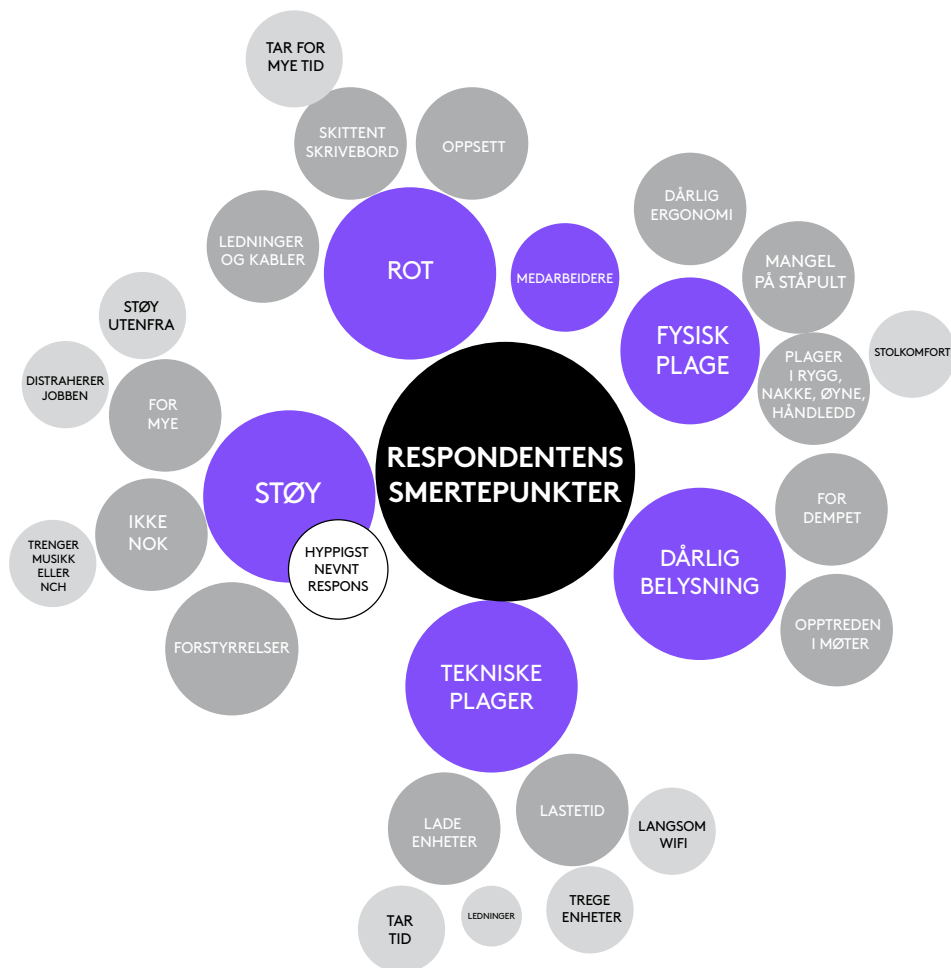 TAR FOR
MYE TID
SKITTENT
SKRIVEBORD
OPPSETT
LEDNINGER
OG KABLER
ROT
MEDARBEIDERE
DÅRLIG
ERGONOMI
MANGEL
PÅ STÅPULT
FYSISK
PLAGE
PLAGER
I RYGG,
NAKKE, ØYNE,
HÅNDLEDD
STOLKOMFORT
STØY
UTENFRA
DISTRAHERER
JOBBEN
FOR
MYE
STØY
IKKE
NOK
TRENGER
MUSIKK
ELLER
NCH
HYPPIGST
NEVNT
RESPONS
FORSTYRRELSER
RESPONDENTENS
SMERTEPUNKTER
FOR
DEMPET
DÅRLIG
BELYSNING
OPPTREDEN
I MØTER
TEKNISKE
PLAGER
LADE
ENHETER
LASTETID
LANGSOM
WIFI
TAR
TID
LEDNINGER
TREGE
ENHETER